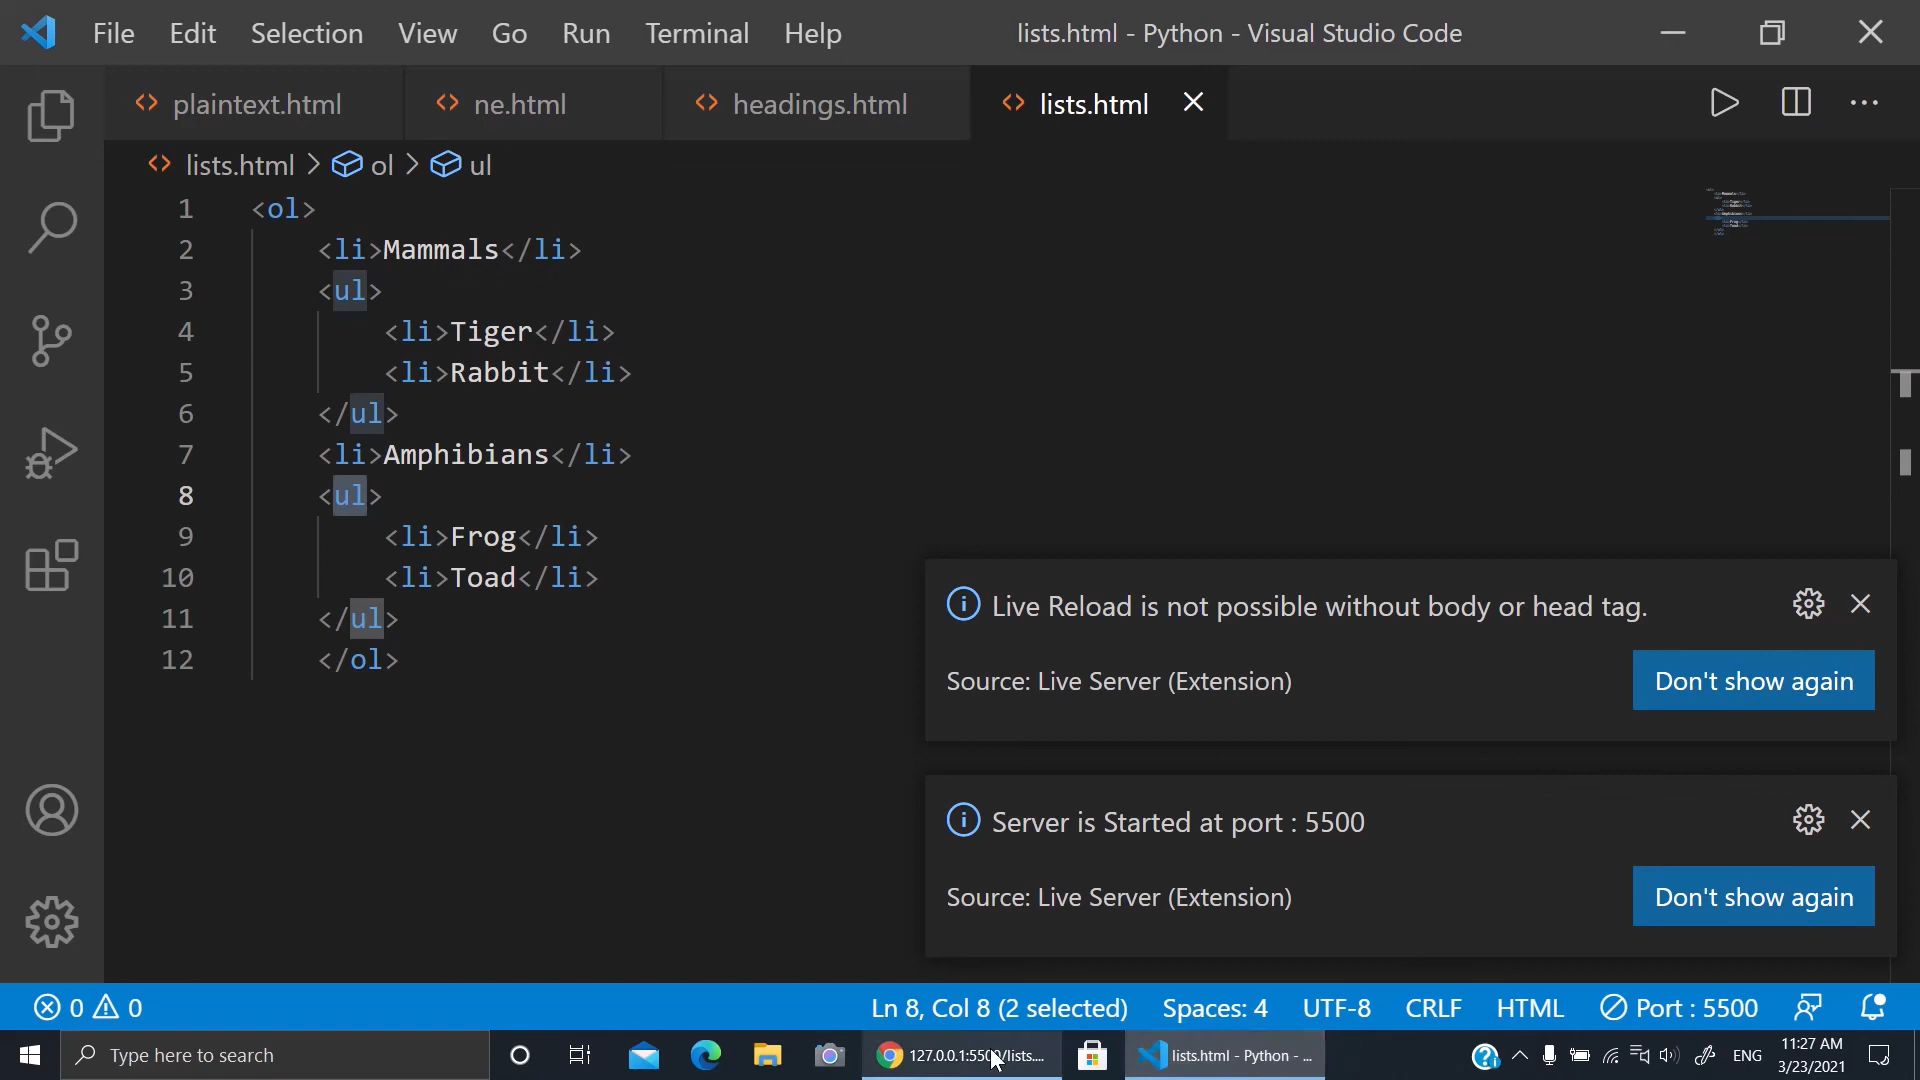 File Edit Selection View Go Run Terminal Help lists.html - Python - Visual Studio Code
plaintext.html ne.html headings.html lists.html
lists.html > ol > ul
1 <ol>
2 <li>Mammals</li>
3 <ul>
4 <li>Tiger</li>
5 <li>Rabbit</li>
6 </ul>
7 <li>Amphibians</li>
8 <ul>
9 <li>Frog</li>
10 <li>Toad</li>
11 </ul>
12 </ol>
Live Reload is not possible without body or head tag.
Source: Live Server (Extension) Don't show again
Server is Started at port : 5500
Source: Live Server (Extension) Don't show again
0 0 Ln 8, Col 8 (2 selected) Spaces: 4 UTF-8 CRLF HTML Port : 5500
Type here to search 127.0.0.1:5500/lists.... lists.html - Python - ... ENG 11:27 AM
3/23/2021